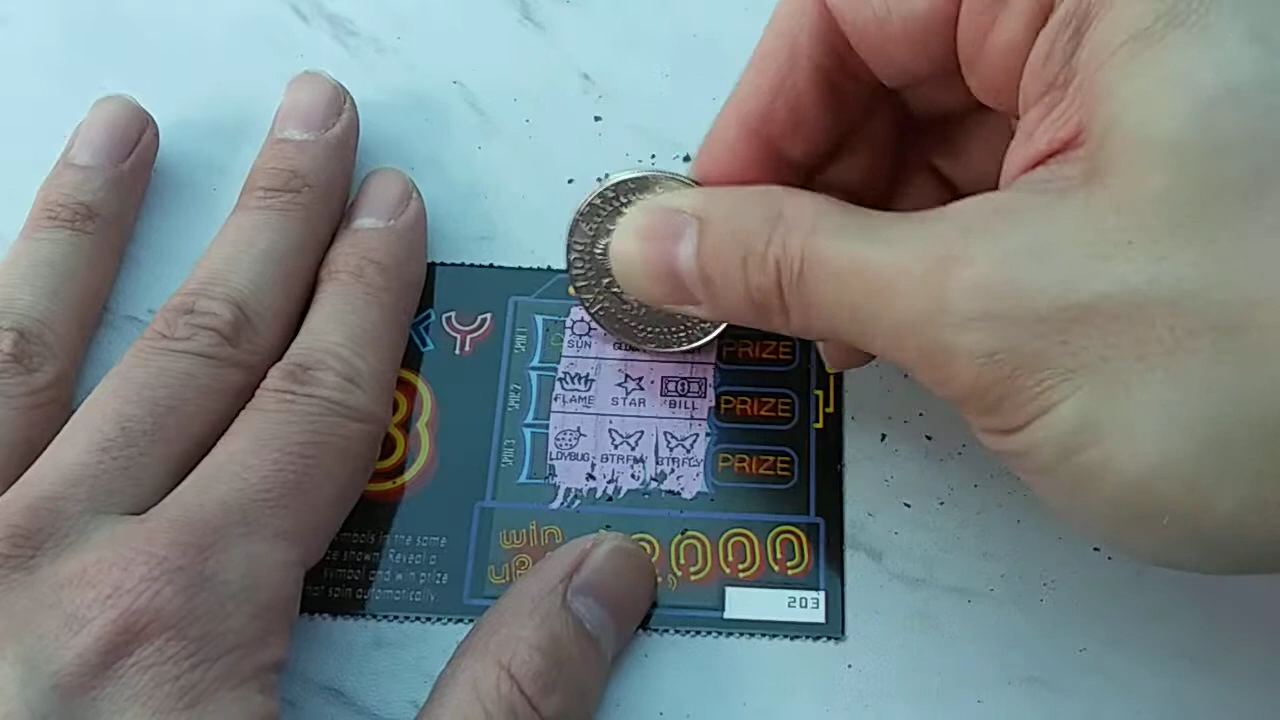 Y
SPIN 1
SUN
PRIZE
SPIN 2
FLAME STAR BILL
PRIZE
SPIN 3
LDYBUG BTRFLY BTRFLY
PRIZE
win
up
,000
203
symbols in the same
shown. Reveal a
symbol and win prize
spin automatically.